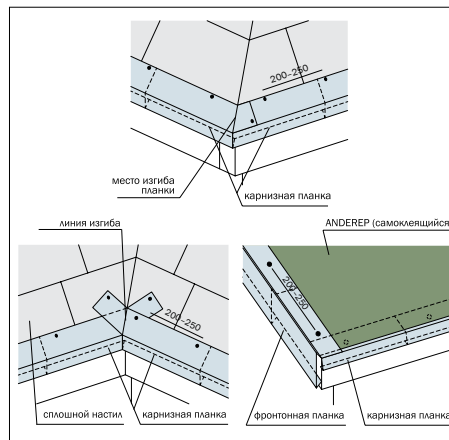 200–250
место изгиба
планки
карнизная планка
линия изгиба
ANDEREP (самоклеящийся
200–250
200–250
сплошной настил
карнизная планка
фронтонная планка
карнизная планка